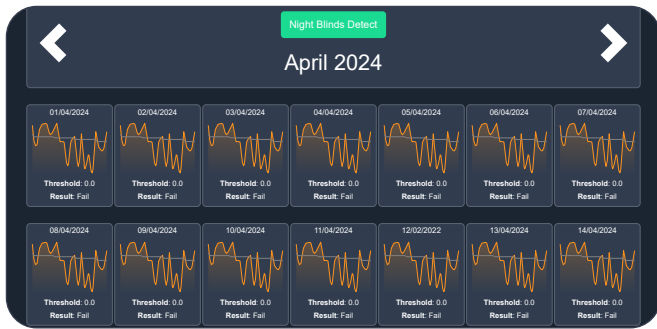 Night Blinds Detect
April 2024
01/04/2024 02/04/2024 03/04/2024 04/04/2024 05/04/2024 06/04/2024 07/04/2024
Threshold: 0.0 Threshold: 0.0 Threshold: 0.0 Threshold: 0.0 Threshold: 0.0 Threshold: 0.0 Threshold: 0.0
Result: Fail Result: Fail Result: Fail Result: Fail Result: Fail Result: Fail Result: Fail
08/04/2024 09/04/2024 10/04/2024 11/04/2024 12/02/2022 13/04/2024 14/04/2024
Threshold: 0.0 Threshold: 0.0 Threshold: 0.0 Threshold: 0.0 Threshold: 0.0 Threshold: 0.0 Threshold: 0.0
Result: Fail Result: Fail Result: Fail Result: Fail Result: Fail Result: Fail Result: Fail